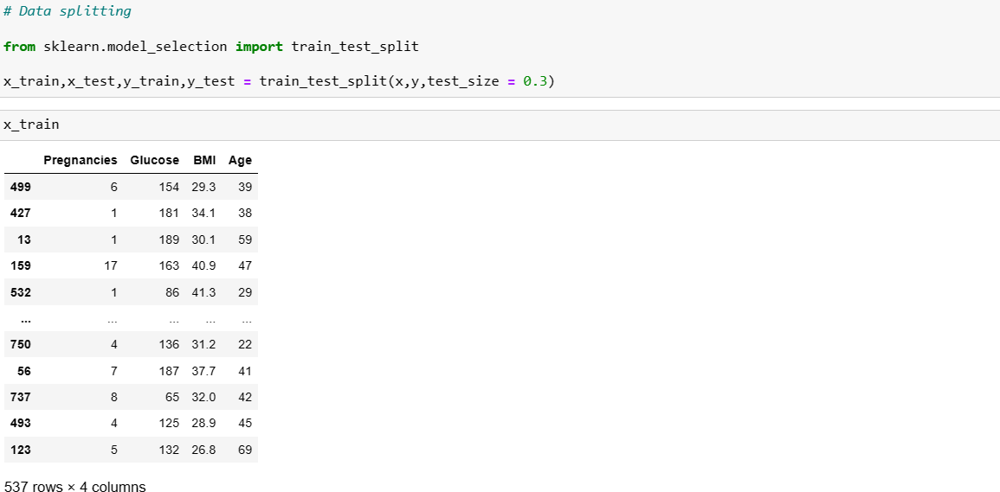 # Data splitting
from sklearn.model_selection import train_test_split
x_train,x_test,y_train,y_test = train_test_split(x,y,test_size = 0.3)
x_train
Pregnancies Glucose BMI Age
499 6 154 29.3 39
427 1 181 34.1 38
13 1 189 30.1 59
159 17 163 40.9 47
532 1 86 41.3 29
... ... ... ... ...
750 4 136 31.2 22
56 7 187 37.7 41
737 8 65 32.0 42
493 4 125 28.9 45
123 5 132 26.8 69
537 rows × 4 columns